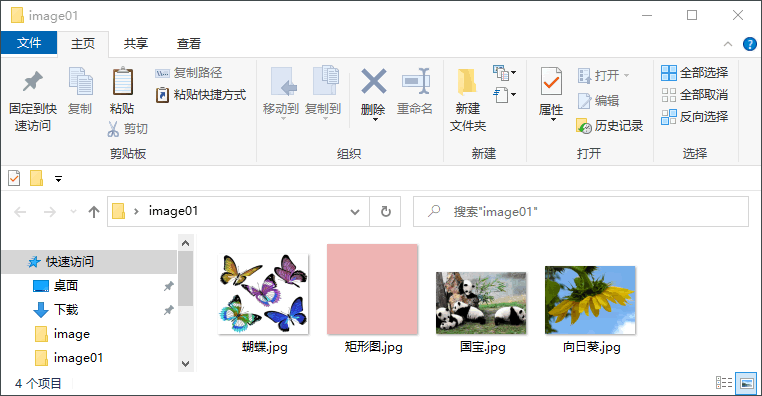 image01
文件 主页 共享 查看
固定到快速访问
复制
粘贴
复制路径
粘贴快捷方式
剪切
剪贴板
移动到
复制到
删除
重命名
组织
新建
文件夹
新建
属性
打开
编辑
历史记录
打开
全部选择
全部取消
反向选择
选择
image01
搜索"image01"
快速访问
桌面
下载
image
image01
蝴蝶.jpg
矩形图.jpg
国宝.jpg
向日葵.jpg
4 个项目